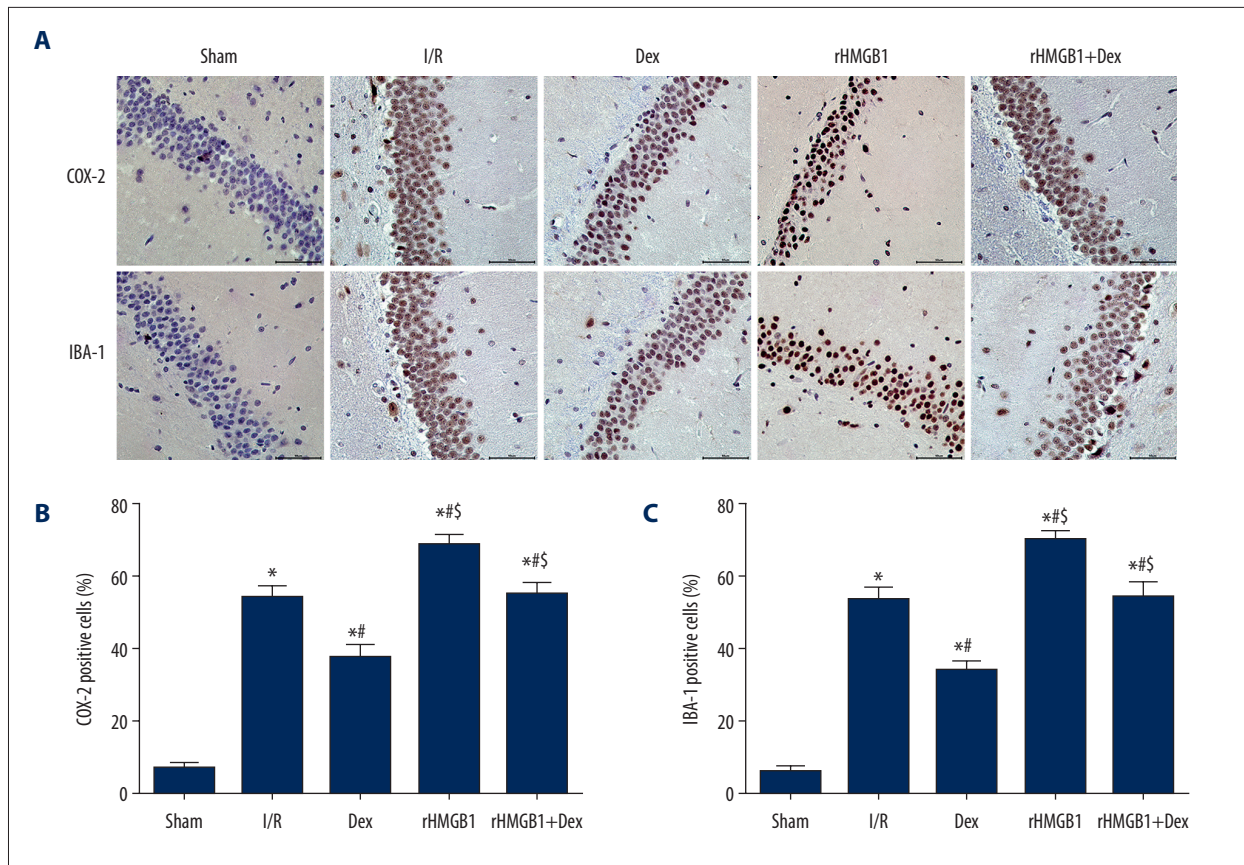 A
Sham I/R Dex rHMGB1 rHMGB1+Dex
COX-2
IBA-1
B
COX-2 positive cells (%)
80
60
40
20
0
*
*#
*#$
*#$
Sham I/R Dex rHMGB1 rHMGB1+Dex
C
IBA-1 positive cells (%)
80
60
40
20
0
*
*#
*#$
*#$
Sham I/R Dex rHMGB1 rHMGB1+Dex